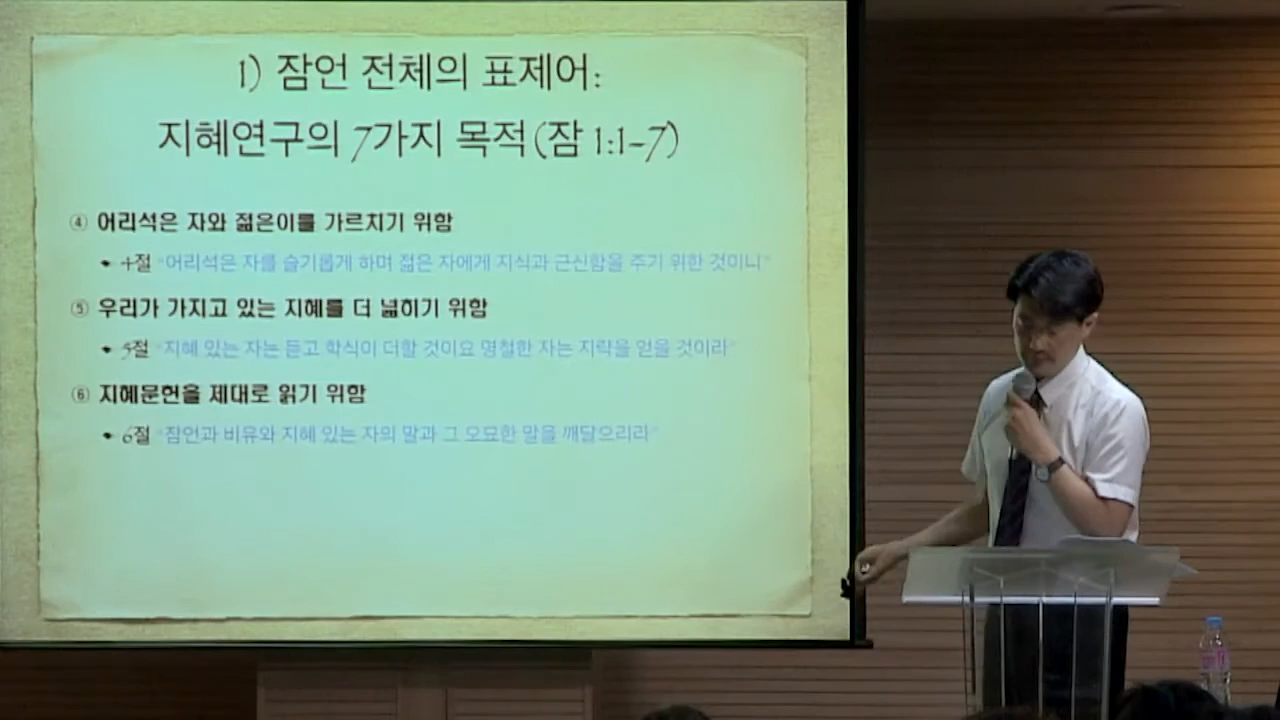 1) 잠언 전체의 표제어:
지혜연구의 7가지 목적(잠 1:1-7)
④ 어리석은 자와 젊은이를 가르치기 위함
4절 "어리석은 자를 슬기롭게 하며 젊은 자에게 지식과 근신함을 주기 위한 것이니"
⑤ 우리가 가지고 있는 지혜를 더 넓히기 위함
5절 "지혜 있는 자는 듣고 학식이 더할 것이요 명철한 자는 지략을 얻을 것이라"
⑥ 지혜문헌을 제대로 읽기 위함
6절 "잠언과 비유와 지혜 있는 자의 말과 그 오묘한 말을 깨달으리라"